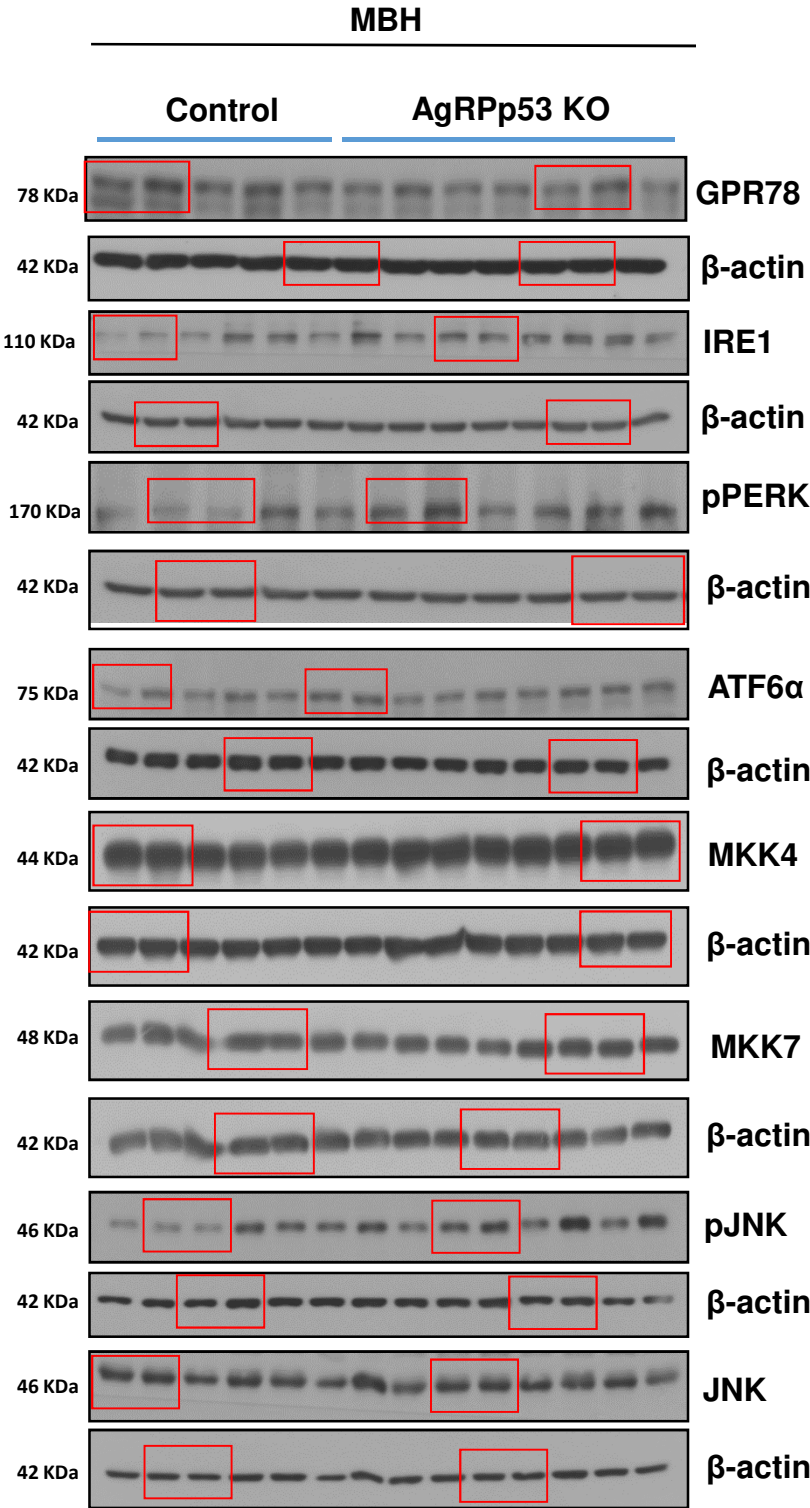 MBH
Control AgRPp53 KO
78 KDa GPR78
42 KDa β-actin
110 KDa IRE1
42 KDa β-actin
170 KDa pPERK
42 KDa β-actin
75 KDa ATF6α
42 KDa β-actin
44 KDa MKK4
42 KDa β-actin
48 KDa MKK7
42 KDa β-actin
46 KDa pJNK
42 KDa β-actin
46 KDa JNK
42 KDa β-actin